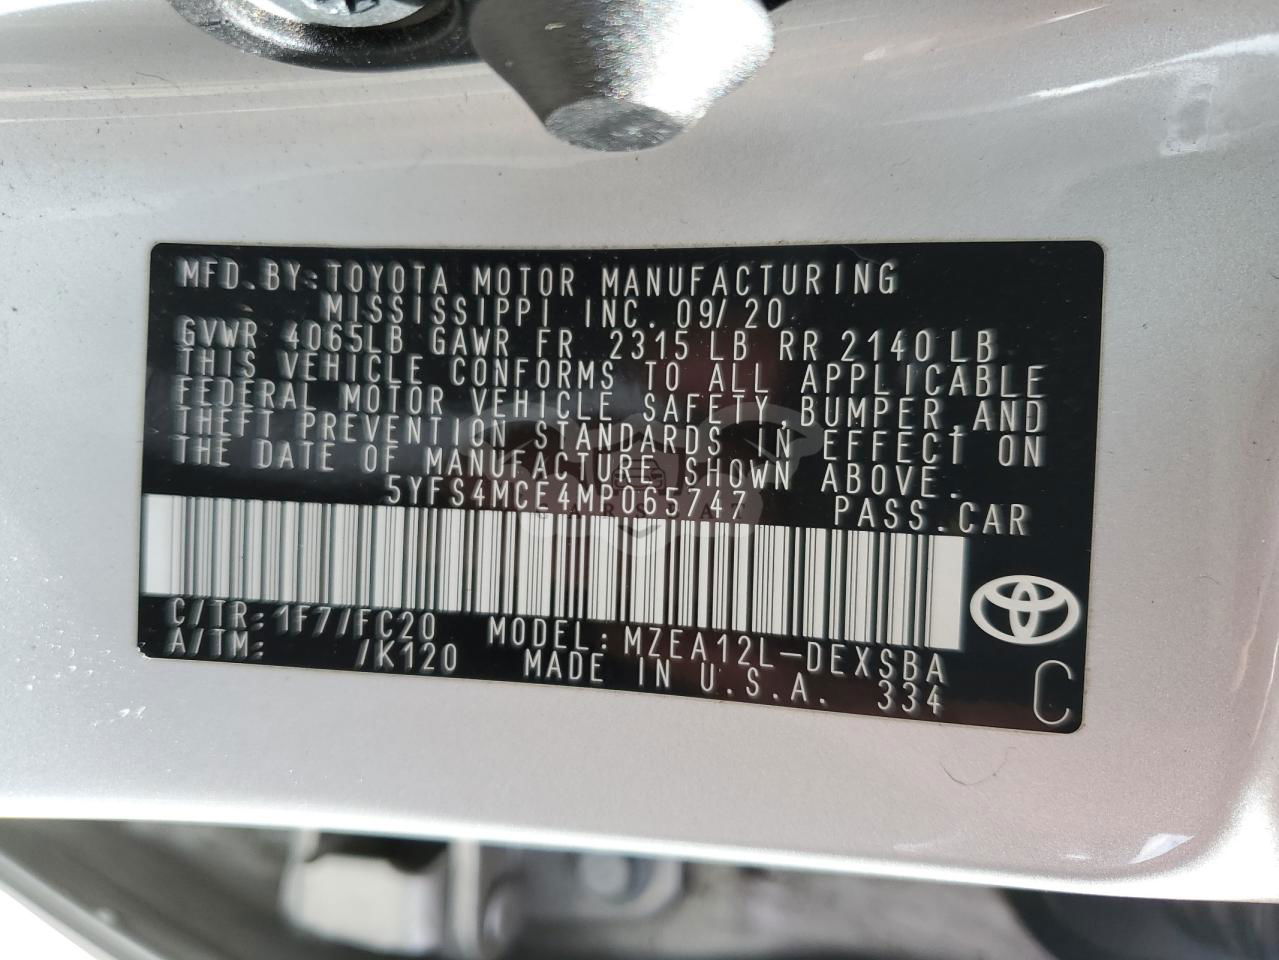 MFD.BY:TOYOTA MOTOR MANUFACTURING
MISSISSIPPI INC. 09/20
GVWR 4065LB GAWR FR 2315LB RR 2140LB
THIS VEHICLE CONFORMS TO ALL APPLICABLE
FEDERAL MOTOR VEHICLE SAFETY,BUMPER,AND
THEFT PREVENTION STANDARDS IN EFFECT ON
THE DATE OF MANUFACTURE SHOWN ABOVE.
5YFS4MCE4MP065747 PASS.CAR
C/TR:1F7/FC20 MODEL:MZEA12L-DEXSBA
A/TM: /K120 MADE IN U.S.A. 334
C